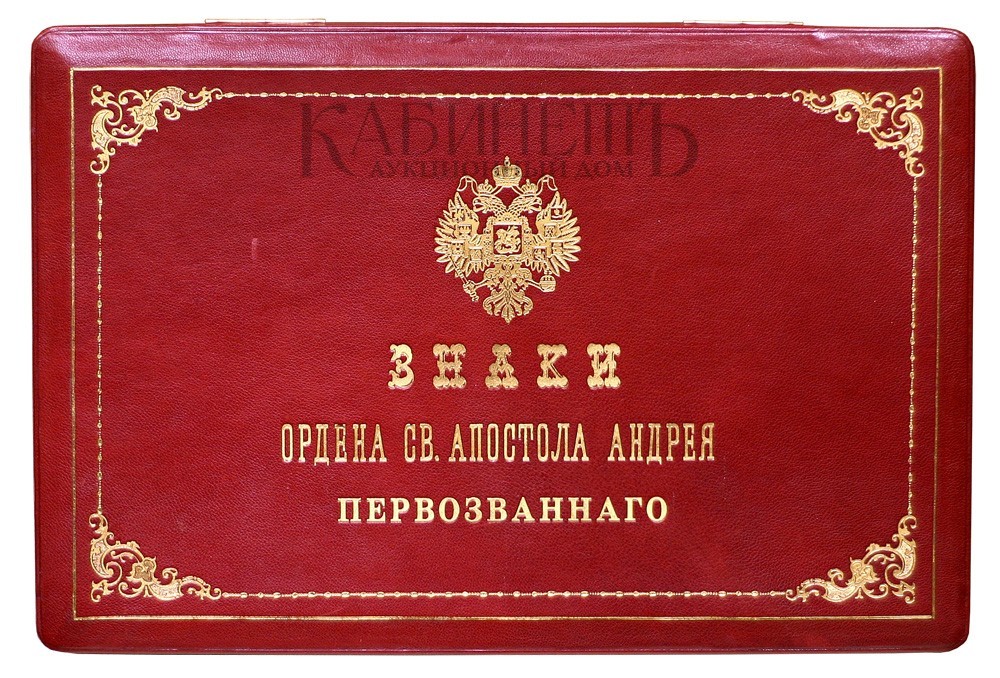 КАБИНЕТЪ
АУКЦИОННЫЙ ДОМ
ЗНАКИ
ОРДЕНА СВ. АПОСТОЛА АНДРЕЯ
ПЕРВОЗВАННАГО